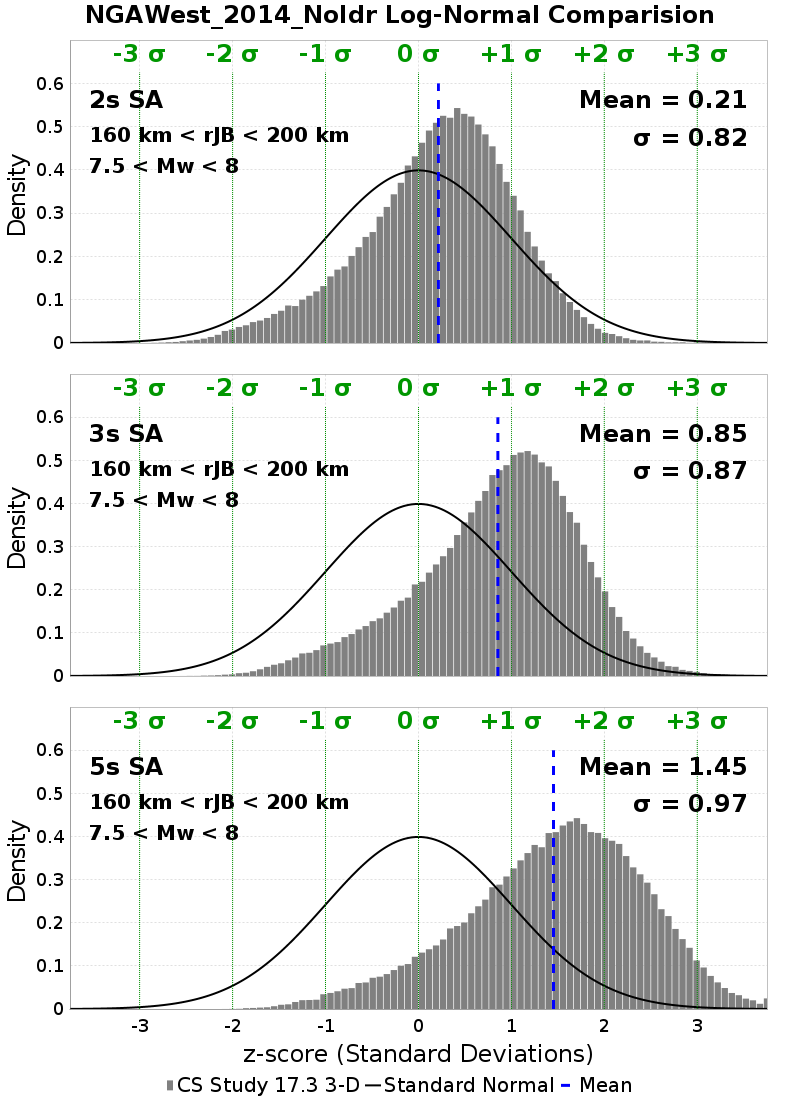 NGAWest_2014_NoIdr Log-Normal Comparision
-3 σ -2 σ -1 σ 0 σ +1 σ +2 σ +3 σ
0.6
2s SA Mean = 0.21
0.5
160 km < rJB < 200 km σ = 0.82
7.5 < Mw < 8
0.4
0.3
0.2
0.1
0
Density
-3 σ -2 σ -1 σ 0 σ +1 σ +2 σ +3 σ
0.6
3s SA Mean = 0.85
0.5
160 km < rJB < 200 km σ = 0.87
7.5 < Mw < 8
0.4
0.3
0.2
0.1
0
Density
-3 σ -2 σ -1 σ 0 σ +1 σ +2 σ +3 σ
0.6
5s SA Mean = 1.45
0.5
160 km < rJB < 200 km σ = 0.97
7.5 < Mw < 8
0.4
0.3
0.2
0.1
0
Density
-3 -2 -1 0 1 2 3
z-score (Standard Deviations)
CS Study 17.3 3-D Standard Normal Mean